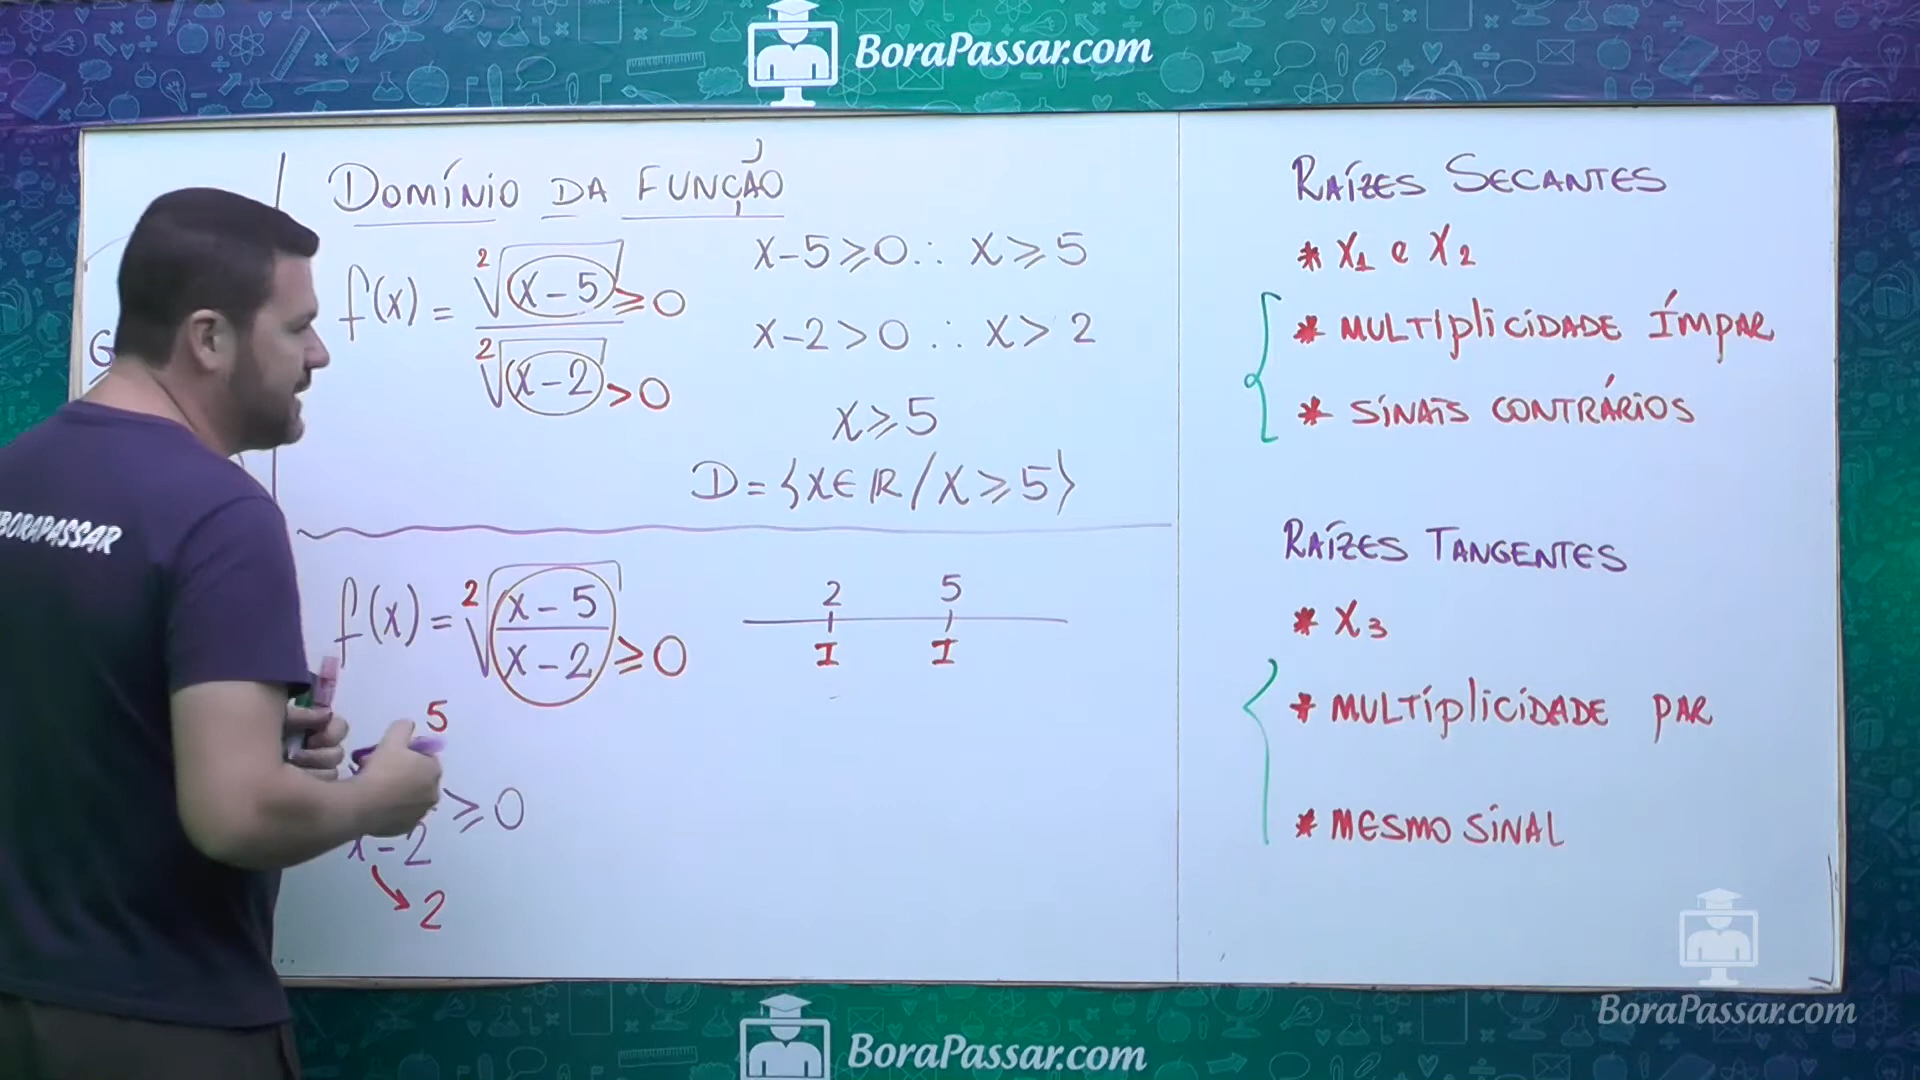 BoraPassar.com
DOMÍNIO DA FUNÇÃO
f(x) = ²√(x-5) ≥ 0
²√(x-2) > 0
x-5≥0 ∴ x≥5
x-2>0 ∴ x>2
x≥5
D={x∈R/x≥5}
f(x) = ²√ x-5
x-2 ≥0
2 5
I I
5
≥0
x-2
2
RAÍZES SECANTES
* X1 e X2
* MULTIPLICIDADE ÍMPAR
* SINAIS CONTRÁRIOS
RAÍZES TANGENTES
* X3
* MULTIPLICIDADE PAR
* MESMO SINAL
G
BORAPASSAR
BoraPassar.com
BoraPassar.com